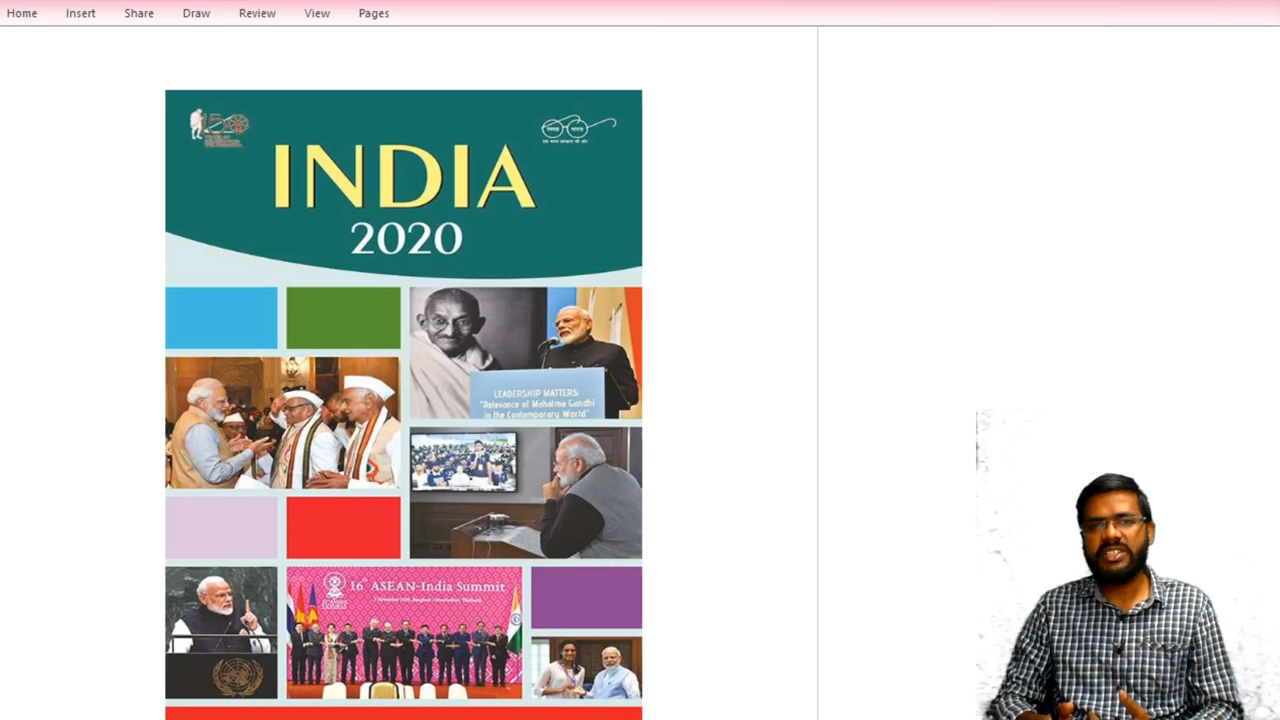 Home Insert Share Draw Review View Pages
INDIA
2020
LEADERSHIP MATTERS:
"Relevance of Mahatma Gandhi
in the Contemporary World"
16th ASEAN-India Summit